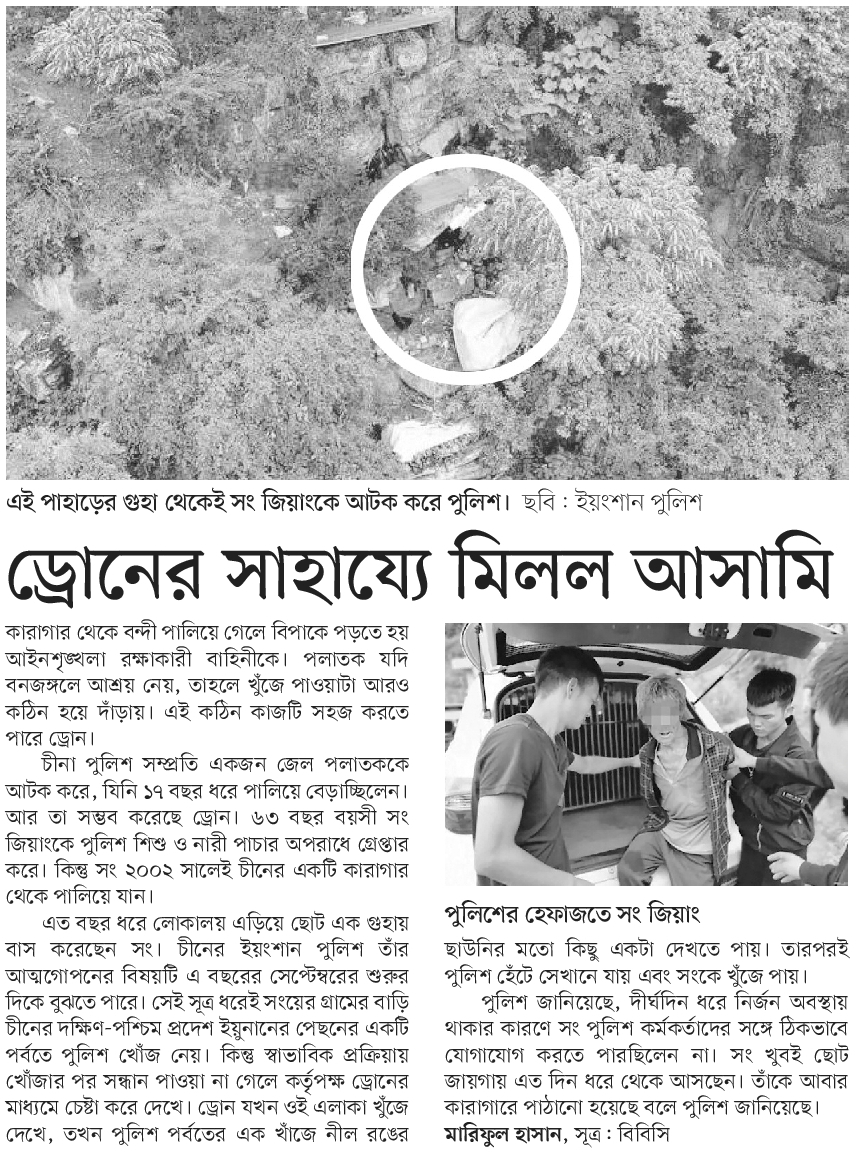 এই পাহাড়ের গুহা থেকেই সং জিয়াংকে আটক করে পুলিশ। ছবি : ইয়ংশান পুলিশ
ড্রোনের সাহায্যে মিলল আসামি
কারাগার থেকে বন্দী পালিয়ে গেলে বিপাকে পড়তে হয়
আইনশৃঙ্খলা রক্ষাকারী বাহিনীকে। পলাতক যদি
বনজঙ্গলে আশ্রয় নেয়, তাহলে খুঁজে পাওয়াটা আরও
কঠিন হয়ে দাঁড়ায়। এই কঠিন কাজটি সহজ করতে
পারে ড্রোন।
চীনা পুলিশ সম্প্রতি একজন জেল পলাতককে
আটক করে, যিনি ১৭ বছর ধরে পালিয়ে বেড়াচ্ছিলেন।
আর তা সম্ভব করেছে ড্রোন। ৬৩ বছর বয়সী সং
জিয়াংকে পুলিশ শিশু ও নারী পাচার অপরাধে গ্রেপ্তার
করে। কিন্তু সং ২০০২ সালেই চীনের একটি কারাগার
থেকে পালিয়ে যান।
এত বছর ধরে লোকালয় এড়িয়ে ছোট এক গুহায়
বাস করেছেন সং। চীনের ইয়ংশান পুলিশ তাঁর
আত্মগোপনের বিষয়টি এ বছরের সেপ্টেম্বরের শুরুর
দিকে বুঝতে পারে। সেই সূত্র ধরেই সংয়ের গ্রামের বাড়ি
চীনের দক্ষিণ-পশ্চিম প্রদেশ ইয়ুনানের পেছনের একটি
পর্বতে পুলিশ খোঁজ নেয়। কিন্তু স্বাভাবিক প্রক্রিয়ায়
খোঁজার পর সন্ধান পাওয়া না গেলে কর্তৃপক্ষ ড্রোনের
মাধ্যমে চেষ্টা করে দেখে। ড্রোন যখন ওই এলাকা খুঁজে
দেখে, তখন পুলিশ পর্বতের এক খাঁজে নীল রঙের
পুলিশের হেফাজতে সং জিয়াং
ছাউনির মতো কিছু একটা দেখতে পায়। তারপরই
পুলিশ হেঁটে সেখানে যায় এবং সংকে খুঁজে পায়।
পুলিশ জানিয়েছে, দীর্ঘদিন ধরে নির্জন অবস্থায়
থাকার কারণে সং পুলিশ কর্মকর্তাদের সঙ্গে ঠিকভাবে
যোগাযোগ করতে পারছিলেন না। সং খুবই ছোট
জায়গায় এত দিন ধরে থেকে আসছেন। তাঁকে আবার
কারাগারে পাঠানো হয়েছে বলে পুলিশ জানিয়েছে।
মারিফুল হাসান, সূত্র : বিবিসি